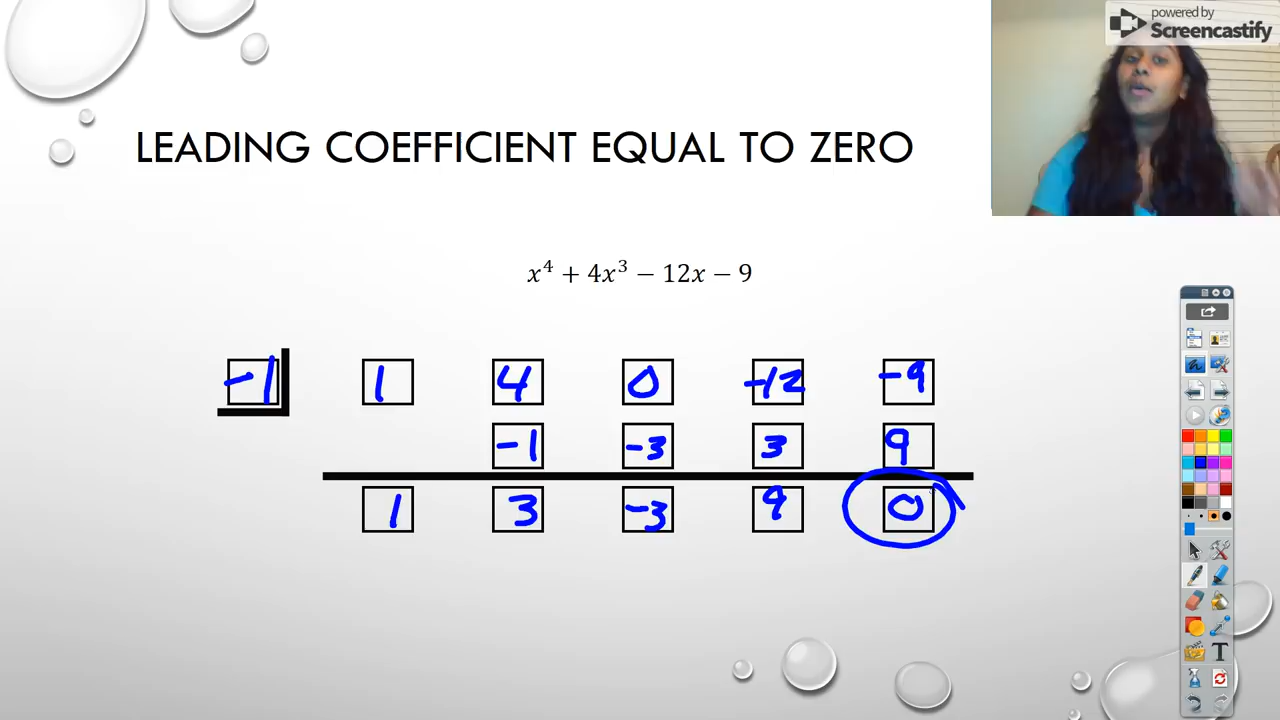 powered by
Screencastify
LEADING COEFFICIENT EQUAL TO ZERO
x⁴ + 4x³ − 12x − 9
-1 1 4 0 -12 -9
-1 -3 3 9
1 3 -3 9 0
T